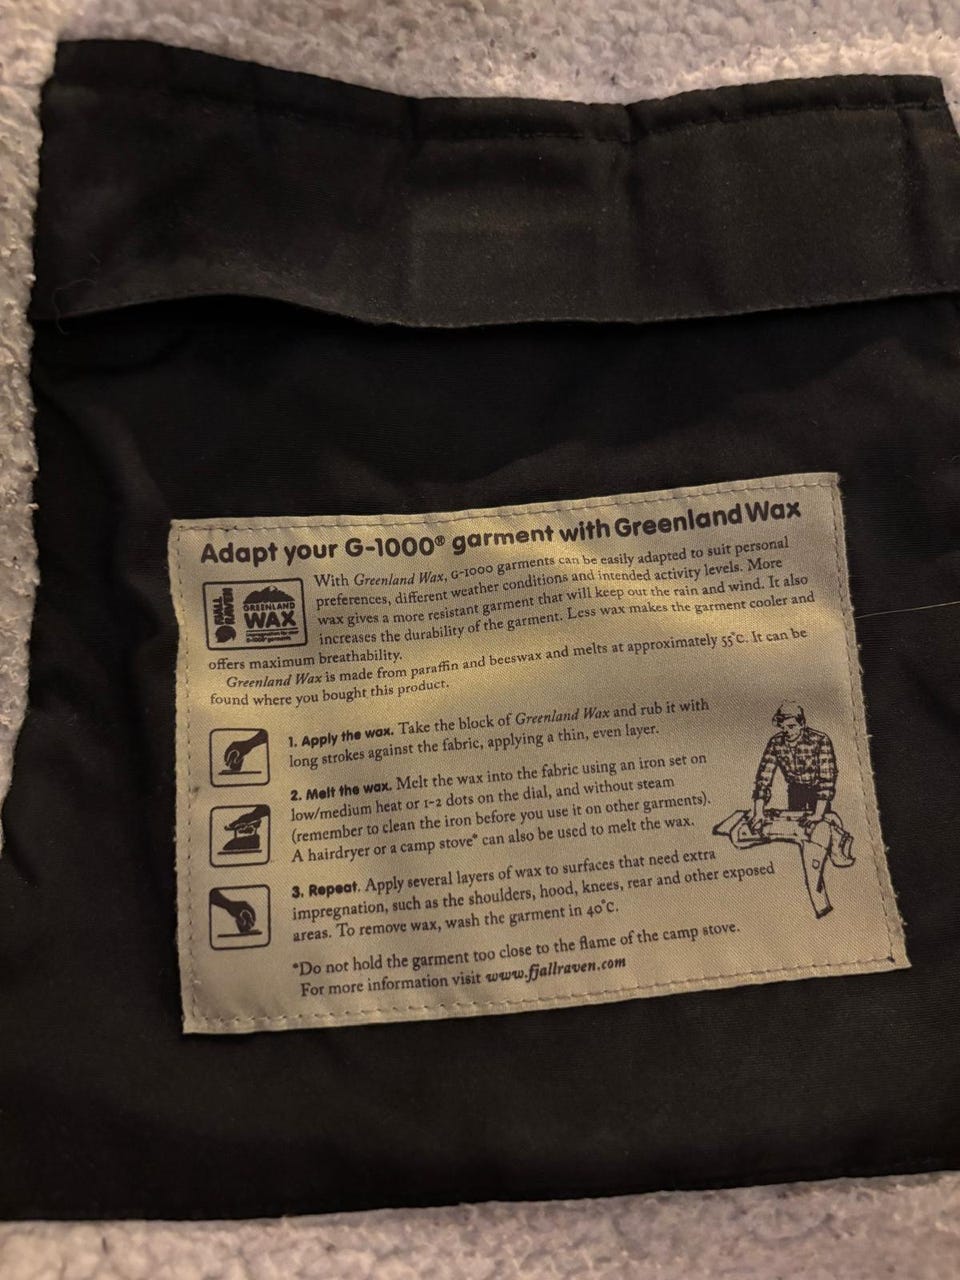 Adapt your G-1000® garment with Greenland Wax
FJÄLL
RÄVEN
GREENLAND
WAX
With Greenland Wax, G-1000 garments can be easily adapted to suit personal
preferences, different weather conditions and intended activity levels. More
wax gives a more resistant garment that will keep out the rain and wind. It also
increases the durability of the garment. Less wax makes the garment cooler and
offers maximum breathability.
Greenland Wax is made from paraffin and beeswax and melts at approximately 55°C. It can be
found where you bought this product.
1. Apply the wax. Take the block of Greenland Wax and rub it with
long strokes against the fabric, applying a thin, even layer.
2. Melt the wax. Melt the wax into the fabric using an iron set on
low/medium heat or 1-2 dots on the dial, and without steam
(remember to clean the iron before you use it on other garments).
A hairdryer or a camp stove* can also be used to melt the wax.
3. Repeat. Apply several layers of wax to surfaces that need extra
impregnation, such as the shoulders, hood, knees, rear and other exposed
areas. To remove wax, wash the garment in 40°C.
*Do not hold the garment too close to the flame of the camp stove.
For more information visit www.fjallraven.com